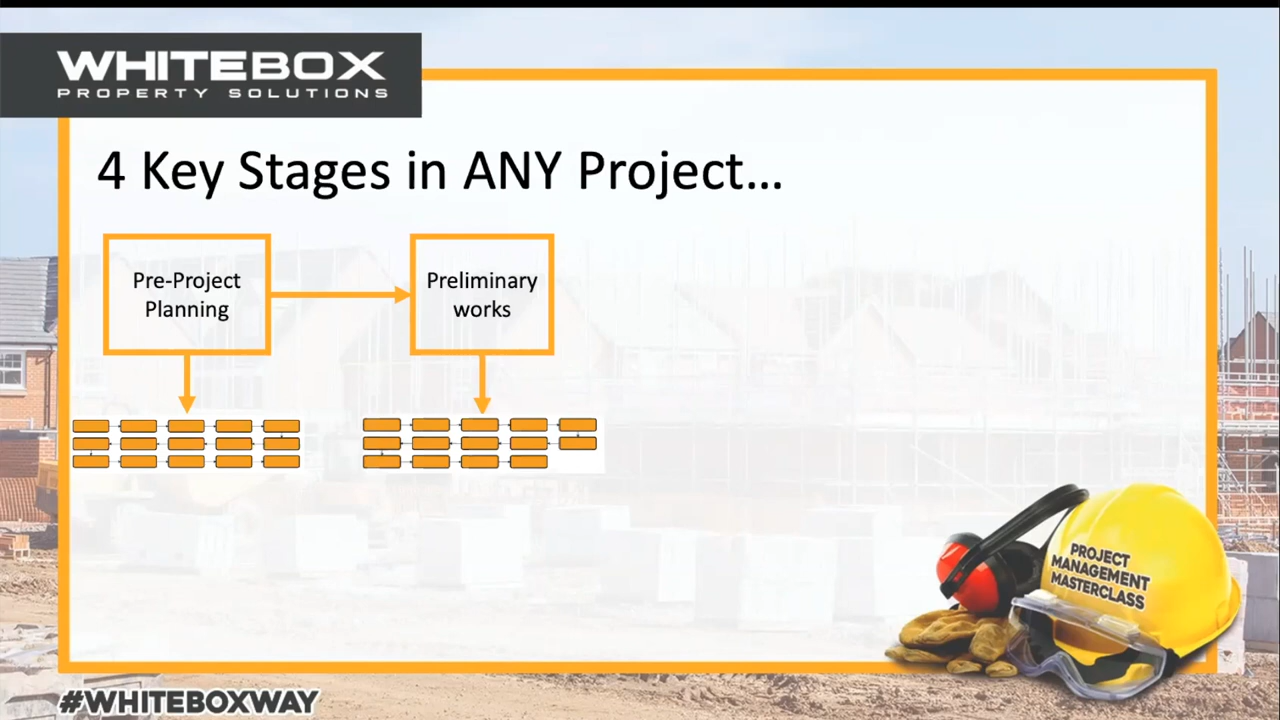 WHITEBOX
PROPERTY SOLUTIONS
4 Key Stages in ANY Project...
Pre-Project
Planning
Preliminary
works
PROJECT
MANAGEMENT
MASTERCLASS
#WHITEBOXWAY